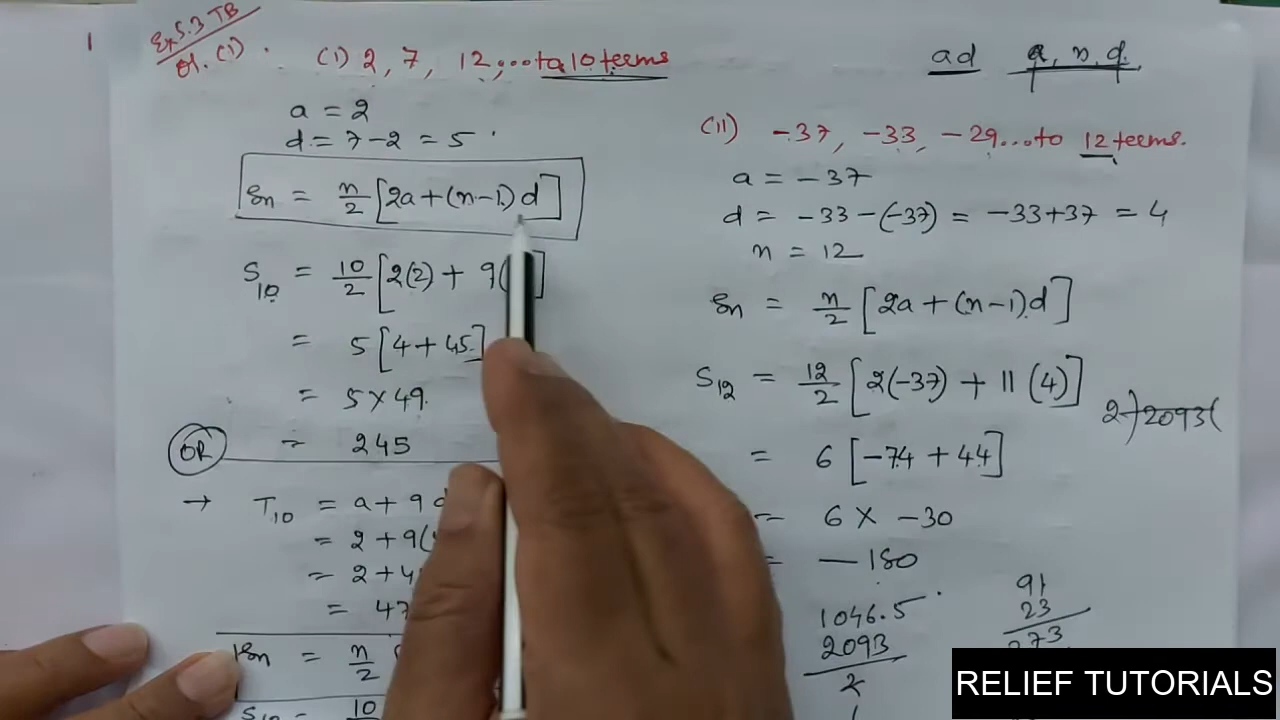 1
Ex 5.3 TB
Q1. (i)
(i) 2, 7, 12, ... to 10 terms
a = 2
d = 7-2 = 5
Sn = n/2 [2a+(n-1)d]
S10 = 10/2 [2(2) + 9( ]
= 5 [4+45]
= 5×49
= 245
OR
→ T10 = a+9d
= 2+9(
= 2+4
= 47
Sn = n/2
S10 = 10
ad a, n, d
(ii) -37, -33, -29... to 12 terms.
a = -37
d = -33-(-37) = -33+37 = 4
n = 12
Sn = n/2 [2a+(n-1)d]
S12 = 12/2 [2(-37) + 11(4)]
2)2093(
= 6 [-74+44]
= 6 × -30
= -180
1046.5
2093
2
1
91
23
273
RELIEF TUTORIALS